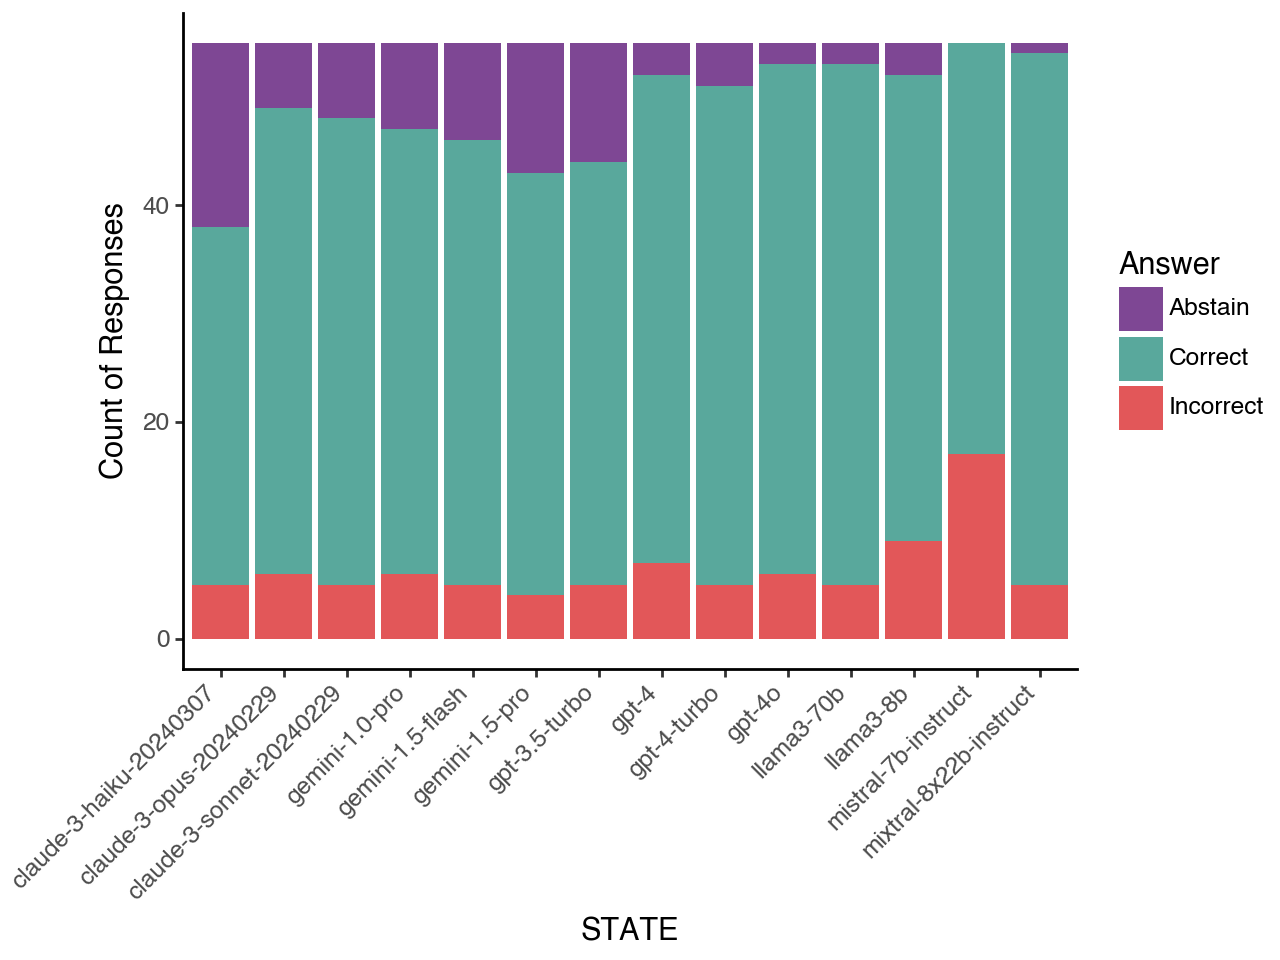 Count of Responses
40
20
0
claude-3-haiku-20240307
claude-3-opus-20240229
claude-3-sonnet-20240229
gemini-1.0-pro
gemini-1.5-flash
gemini-1.5-pro
gpt-3.5-turbo
gpt-4
gpt-4-turbo
gpt-4o
llama3-70b
llama3-8b
mistral-7b-instruct
mixtral-8x22b-instruct
STATE
Answer
Abstain
Correct
Incorrect